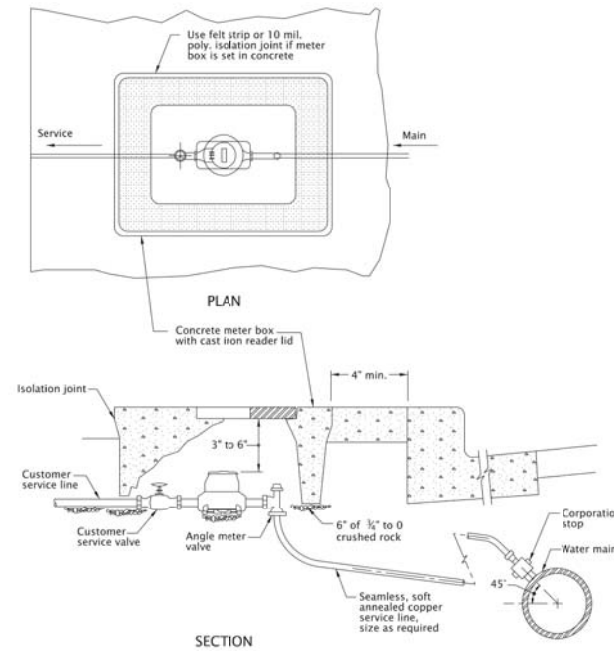 Use felt strip or 10 mil.
poly. isolation joint if meter
box is set in concrete
Service
Main
PLAN
Concrete meter box
with cast iron reader lid
4" min.
Isolation joint
3" to 6"
Customer
service line
Customer
service valve
Angle meter
valve
6" of ¾" to 0
crushed rock
Corporatio
stop
Water main
45°
Seamless, soft
annealed copper
service line,
size as required
SECTION